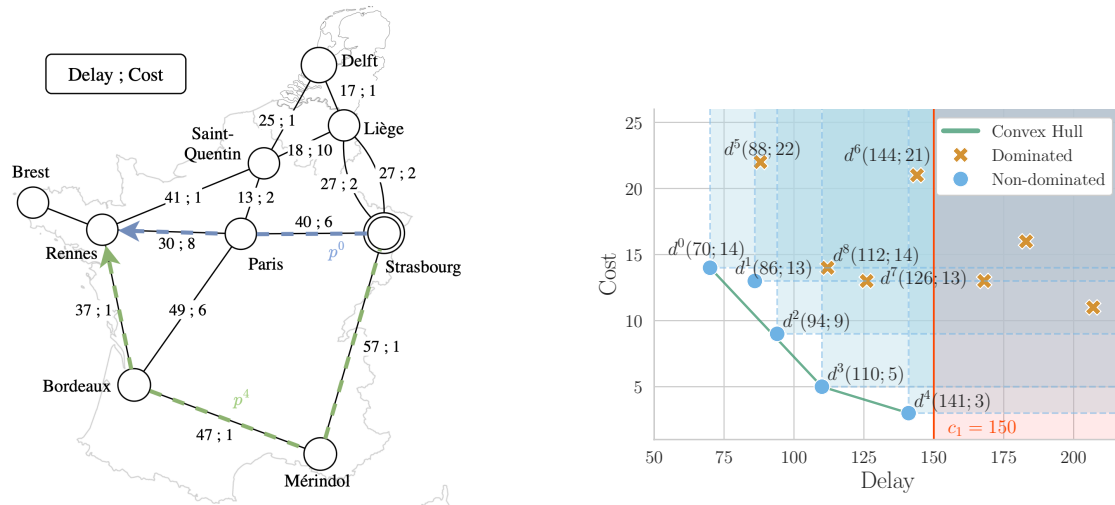 Delay ; Cost
Delft
17 ; 1
25 ; 1
Liège
Saint-
Quentin
18 ; 10
Brest
27 ; 2
27 ; 2
41 ; 1
13 ; 2
40 ; 6
30 ; 8
p⁰
Rennes
Paris
Strasbourg
37 ; 1
49 ; 6
57 ; 1
Bordeaux
p⁴
47 ; 1
Mérindol
25
20
15
10
5
Cost
50
75
100
125
150
175
200
Delay
Convex Hull
Dominated
Non-dominated
d⁵(88; 22)
d⁶(144; 21)
d⁰(70; 14)
d⁸(112; 14)
d¹(86; 13)
d⁷(126; 13)
d²(94; 9)
d³(110; 5)
d⁴(141; 3)
c₁ = 150